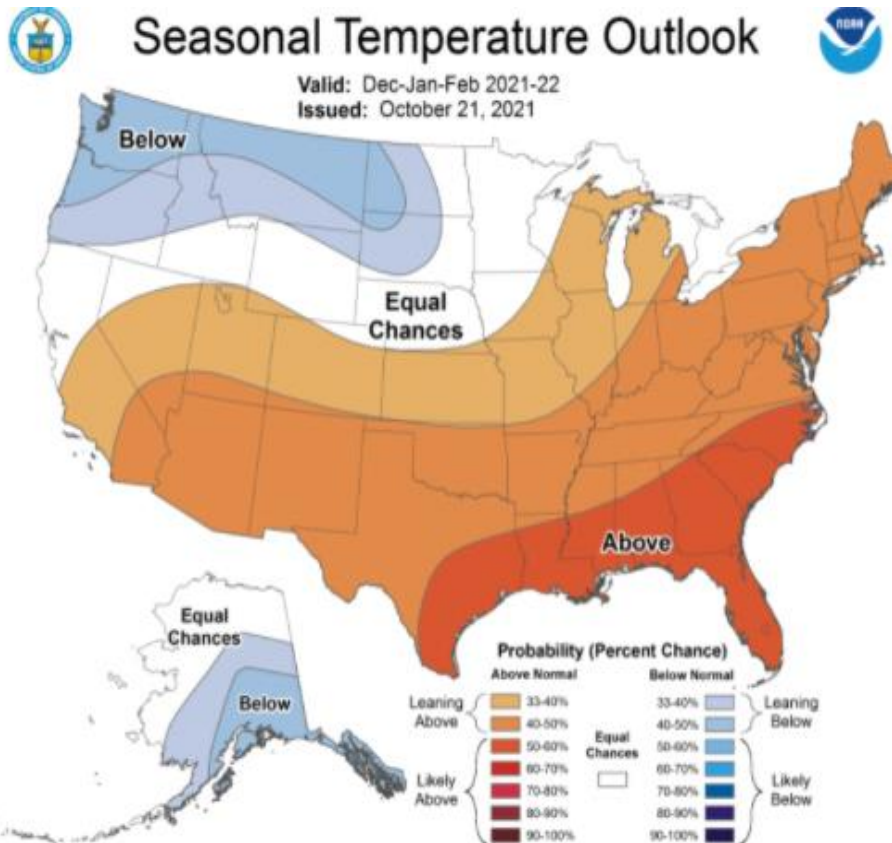 NOAA
Seasonal Temperature Outlook
Valid: Dec-Jan-Feb 2021-22
Issued: October 21, 2021
Below
Equal
Chances
Above
Equal
Chances
Below
Probability (Percent Chance)
Above Normal
Below Normal
Leaning
Above
33-40%
40-50%
Likely
Above
50-60%
60-70%
70-80%
80-90%
90-100%
Equal
Chances
33-40%
40-50%
Leaning
Below
50-60%
60-70%
70-80%
80-90%
90-100%
Likely
Below